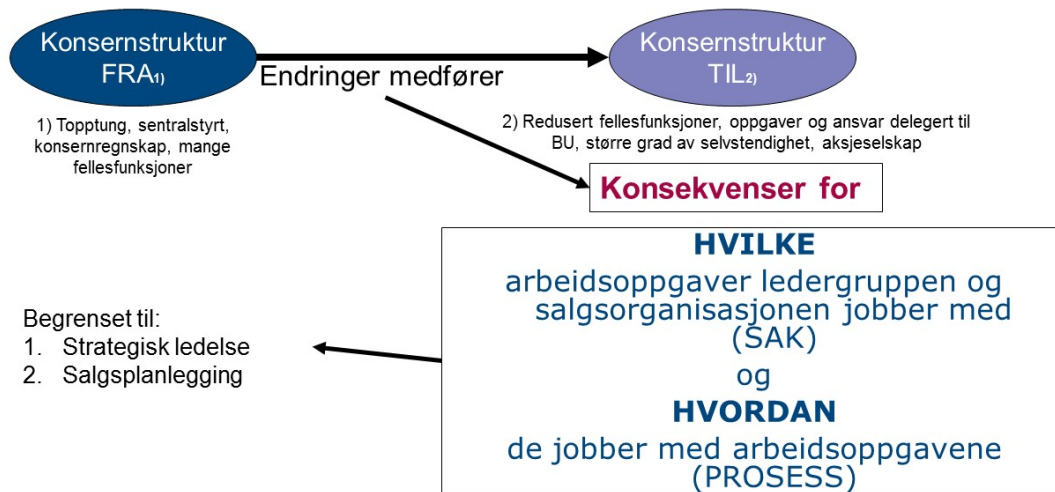 Konsernstruktur
FRA1)
Endringer medfører
Konsernstruktur
TIL2)
1) Topptung, sentralstyrt,
konsernregnskap, mange
fellesfunksjoner
2) Redusert fellesfunksjoner, oppgaver og ansvar delegert til
BU, større grad av selvstendighet, aksjeselskap
Konsekvenser for
HVILKE
arbeidsoppgaver ledergruppen og
salgsorganisasjonen jobber med
(SAK)
og
HVORDAN
de jobber med arbeidsoppgavene
(PROSESS)
Begrenset til:
1. Strategisk ledelse
2. Salgsplanlegging